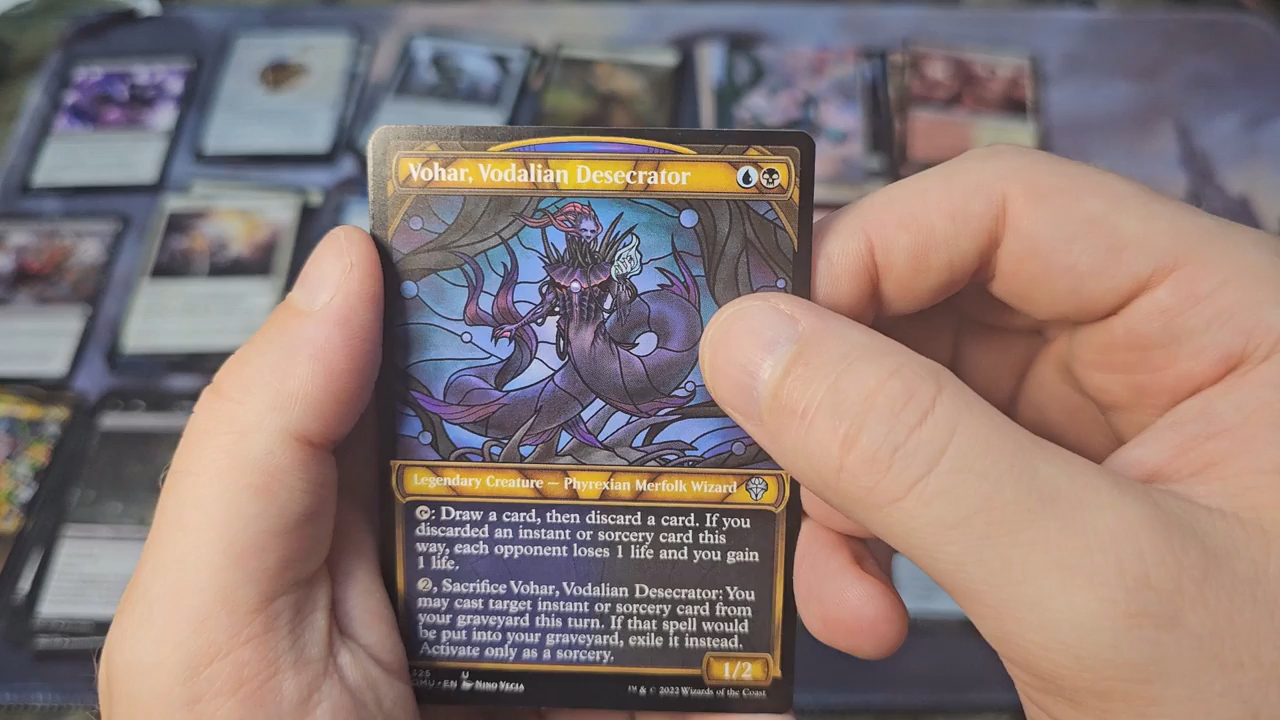 Vohar, Vodalian Desecrator
Legendary Creature — Phyrexian Merfolk Wizard
: Draw a card, then discard a card. If you
discarded an instant or sorcery card this
way, each opponent loses 1 life and you gain
1 life.
2, Sacrifice Vohar, Vodalian Desecrator: You
may cast target instant or sorcery card from
your graveyard this turn. If that spell would
be put into your graveyard, exile it instead.
Activate only as a sorcery.
1/2
325 U
DMU • EN Nino Vecia
™ & © 2022 Wizards of the Coast